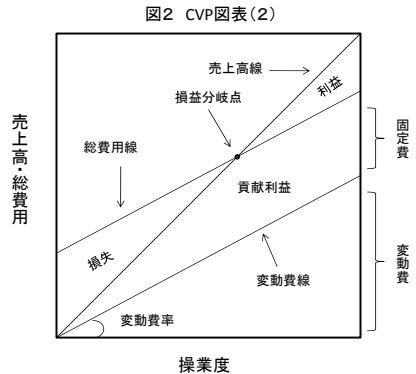 図2 CVP図表(2)
売上高線
利益
損益分岐点
売上高・総費用
総費用線
固定費
貢献利益
損失
変動費線
変動費
変動費率
操業度